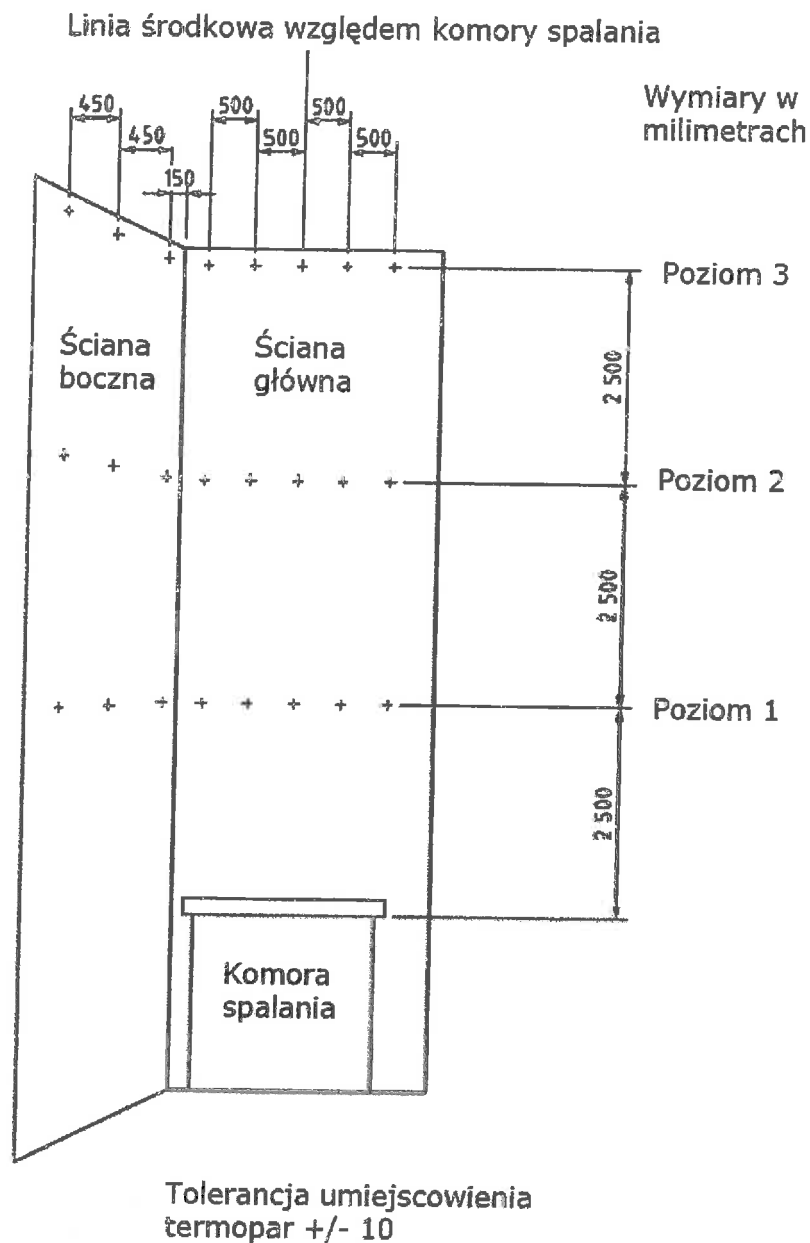 Linia środkowa względem komory spalania
Wymiary w
milimetrach
450
450
150
500
500
500
500
Poziom 3
Ściana
boczna
Ściana
główna
2 500
Poziom 2
2 500
Poziom 1
2 500
Komora
spalania
Tolerancja umiejscowienia
termopar +/- 10